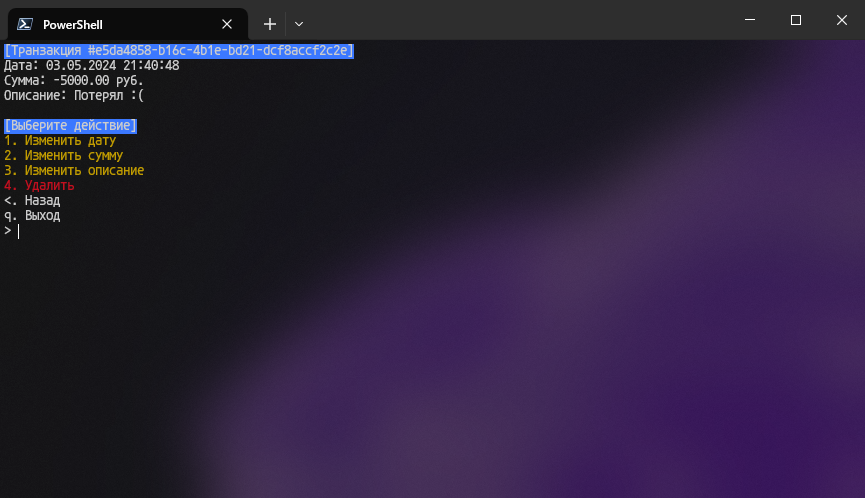 PowerShell
[Транзакция #e5da4858-b16c-4b1e-bd21-dcf8accf2c2e]
Дата: 03.05.2024 21:40:48
Сумма: -5000.00 руб.
Описание: Потерял :(
[Выберите действие]
1. Изменить дату
2. Изменить сумму
3. Изменить описание
4. Удалить
<. Назад
q. Выход
>